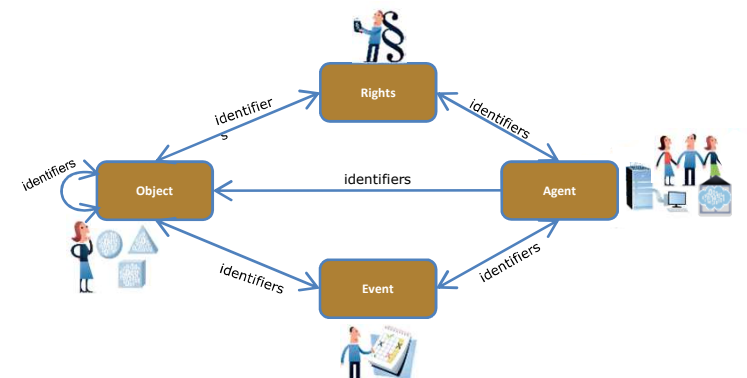 Rights
identifier
s
identifiers
identifiers
Object
identifiers
Agent
identifiers
identifiers
Event